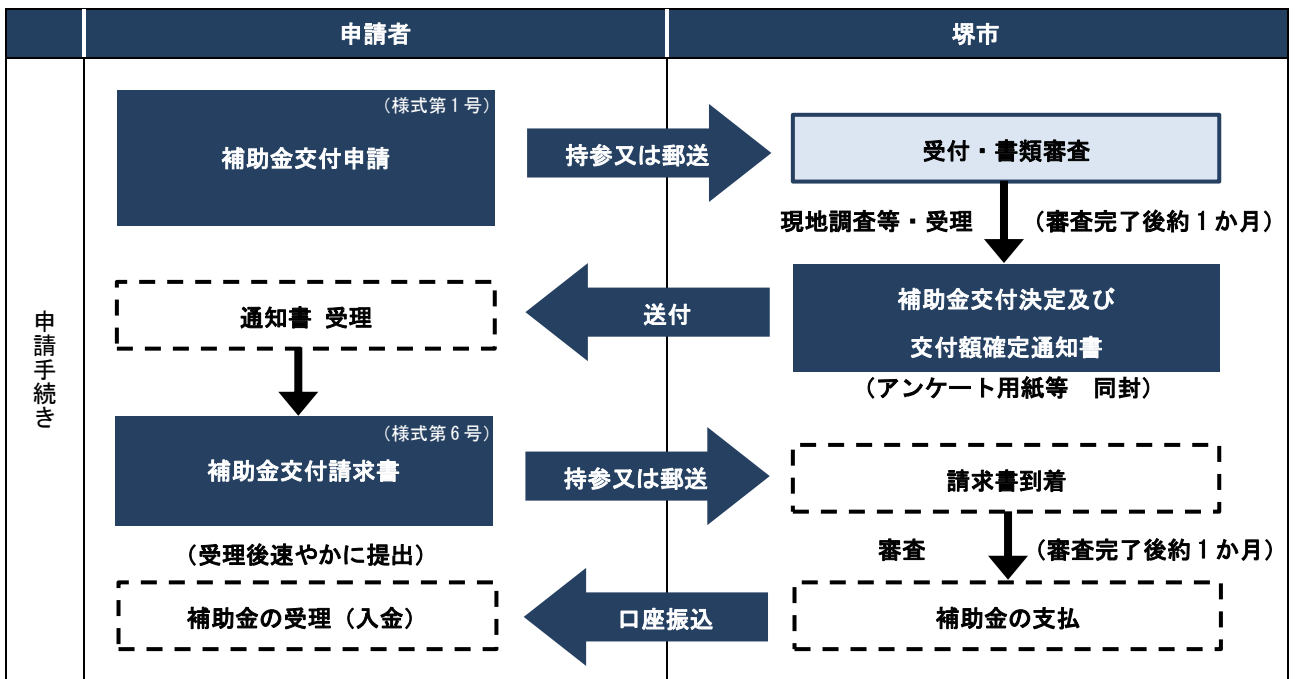 申請者
堺市
申請手続き
（様式第１号）
補助金交付申請
持参又は郵送
受付・書類審査
現地調査等・受理
（審査完了後約１か月）
補助金交付決定及び
交付額確定通知書
（アンケート用紙等　同封）
送付
通知書 受理
（様式第６号）
補助金交付請求書
（受理後速やかに提出）
持参又は郵送
請求書到着
審査
（審査完了後約１か月）
補助金の支払
口座振込
補助金の受理（入金）